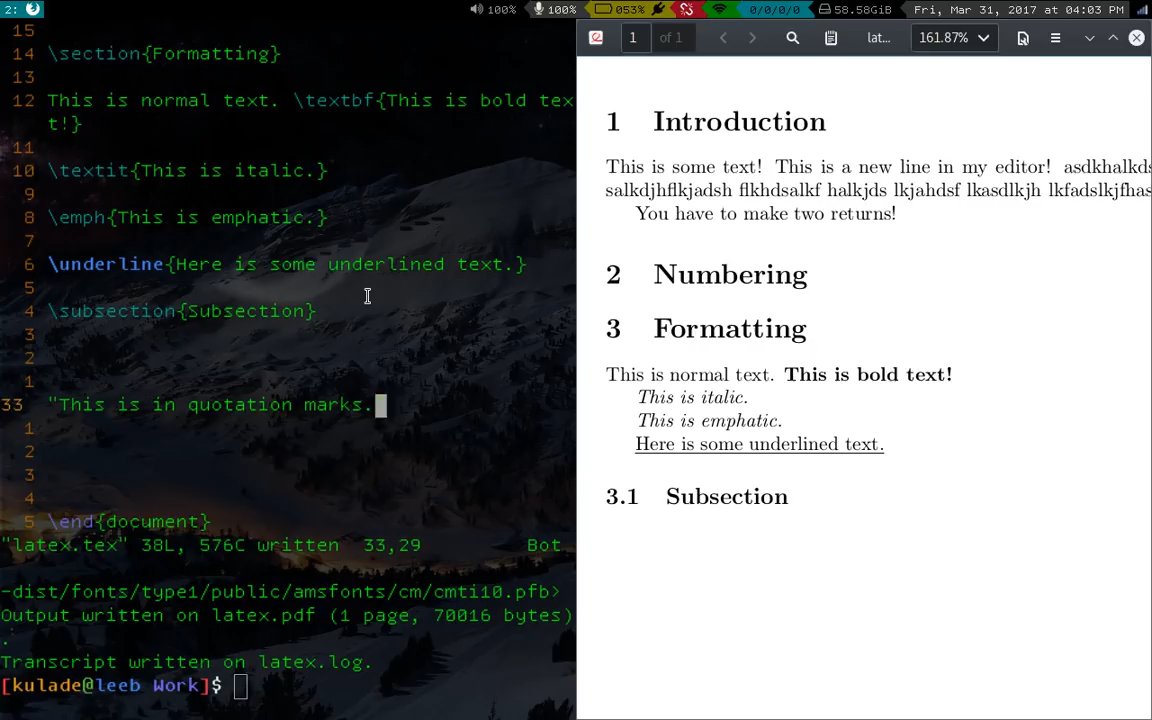 2: 100% 100% 053% 0/0/0/0 58.58GiB Fri, Mar 31, 2017 at 04:03 PM
15
14 \section{Formatting}
13
12 This is normal text. \textbf{This is bold tex
t!}
11
10 \textit{This is italic.}
9
8 \emph{This is emphatic.}
7
6 \underline{Here is some underlined text.}
5
4 \subsection{Subsection}
3
2
1
33 "This is in quotation marks.
1
2
3
4
5 \end{document}
"latex.tex" 38L, 576C written 33,29 Bot
-dist/fonts/type1/public/amsfonts/cm/cmti10.pfb>
Output written on latex.pdf (1 page, 70016 bytes)
.
Transcript written on latex.log.
[kulade@leeb Work]$
1 of 1 lat... 161.87%
1 Introduction
This is some text! This is a new line in my editor! asdkhalkds
salkdjhflkjadsh flkhdsalkf halkjds lkjahdsf lkasdlkjh lkfadslkjfhas
You have to make two returns!
2 Numbering
3 Formatting
This is normal text. This is bold text!
This is italic.
This is emphatic.
Here is some underlined text.
3.1 Subsection